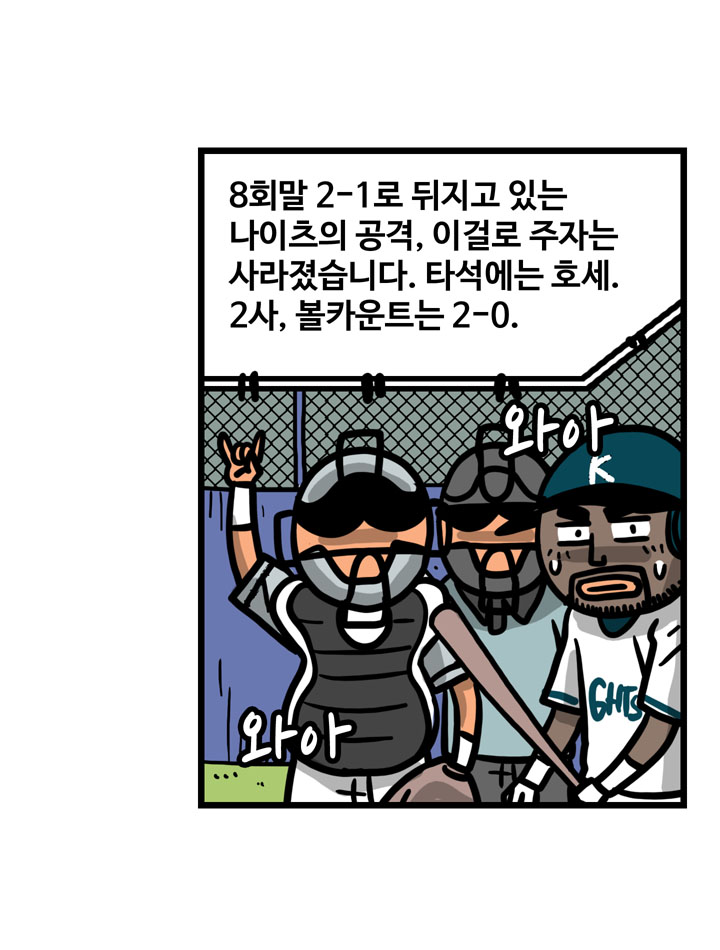 8회말 2-1로 뒤지고 있는
나이츠의 공격, 이걸로 주자는
사라졌습니다. 타석에는 호세.
2사, 볼카운트는 2-0.
와아
K
GHTS
와아